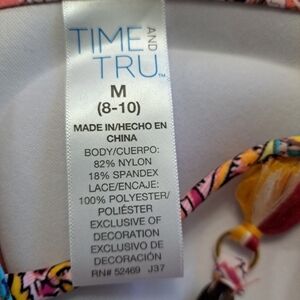 TIME AND
TRU™
M
(8-10)
MADE IN/HECHO EN
CHINA
BODY/CUERPO:
82% NYLON
18% SPANDEX
LACE/ENCAJE:
100% POLYESTER/
POLIÉSTER
EXCLUSIVE OF
DECORATION
EXCLUSIVO DE
DECORACIÓN
RN# 52469 J37